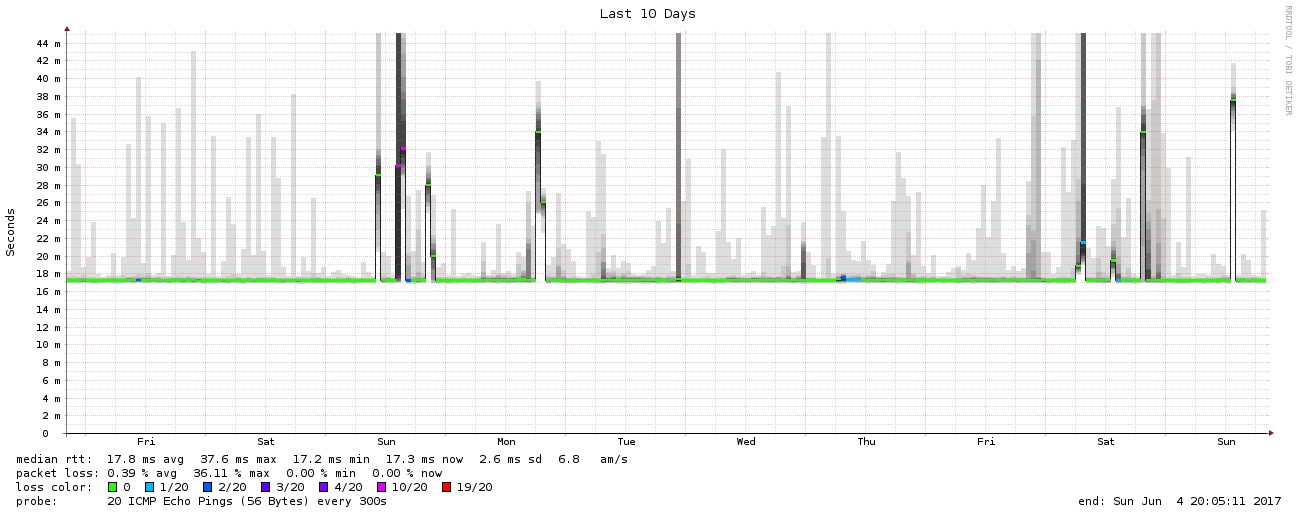 Last 10 Days
RRDTOOL / TOBI OETIKER
Seconds
44 m
42 m
40 m
38 m
36 m
34 m
32 m
30 m
28 m
26 m
24 m
22 m
20 m
18 m
16 m
14 m
12 m
10 m
8 m
6 m
4 m
2 m
0
Fri Sat Sun Mon Tue Wed Thu Fri Sat Sun
median rtt: 17.8 ms avg 37.6 ms max 17.2 ms min 17.3 ms now 2.6 ms sd 6.8 am/s
packet loss: 0.39 % avg 36.11 % max 0.00 % min 0.00 % now
loss color: 0 1/20 2/20 3/20 4/20 10/20 19/20
probe: 20 ICMP Echo Pings (56 Bytes) every 300s end: Sun Jun 4 20:05:11 2017